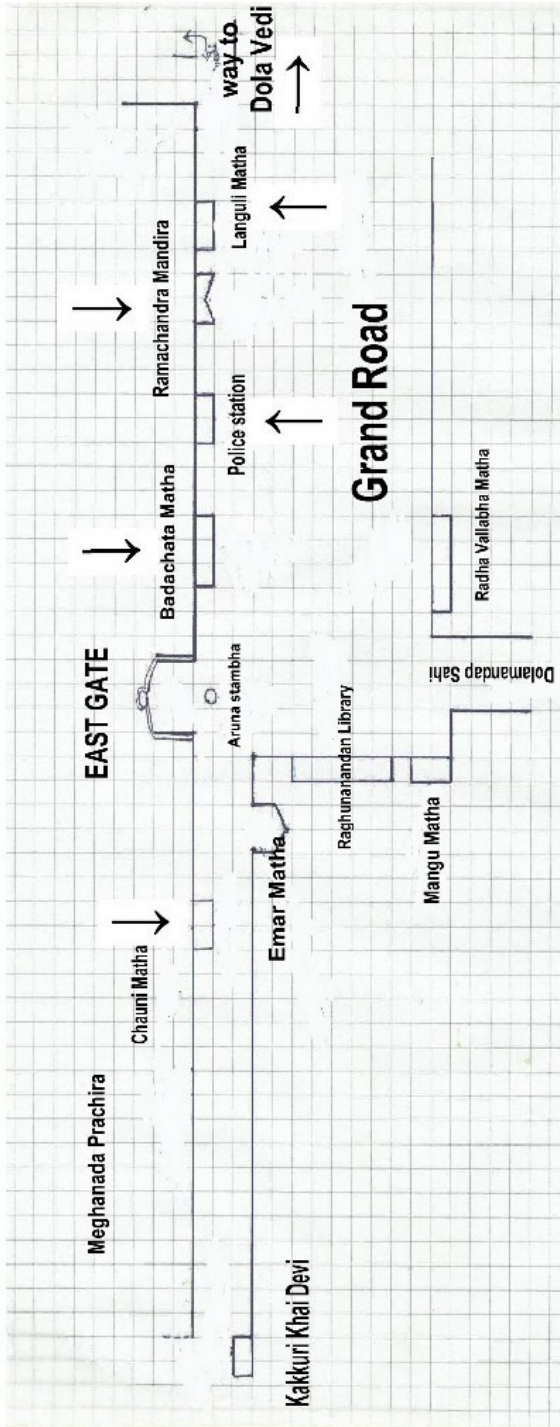 Meghanada Prachira
Chauni Matha
EAST GATE
Badachata Matha
Ramachandra Mandira
way to
Dola Vedi
Kakkuri Khai Devi
Emar Matha
Aruna stambha
Police station
Languli Matha
Raghunanandan Library
Grand Road
Mangu Matha
Dolamandap Sahi
Radha Vallabha Matha